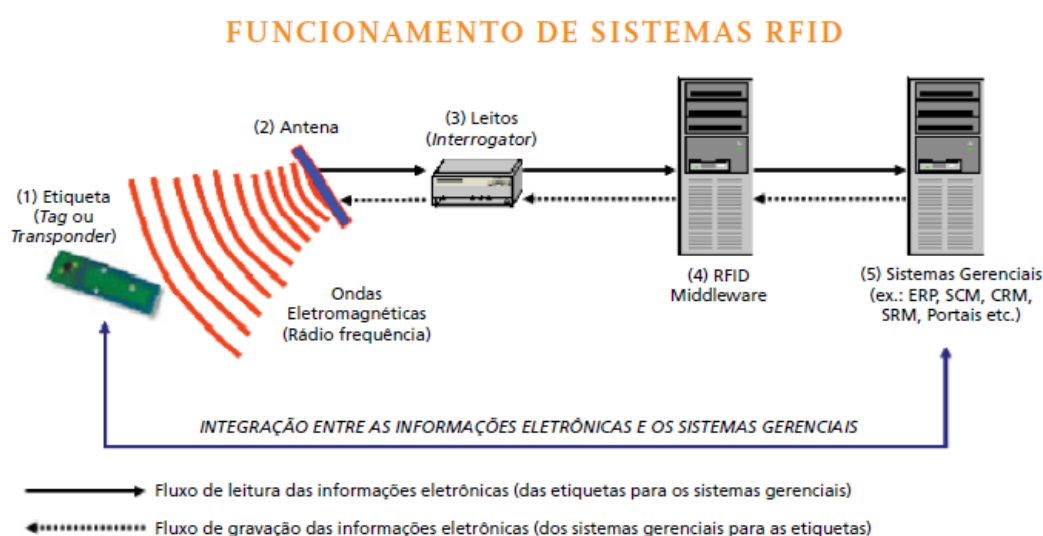 FUNCIONAMENTO DE SISTEMAS RFID
(1) Etiqueta
(Tag ou
Transponder)
(2) Antena
Ondas
Eletromagnéticas
(Rádio frequência)
(3) Leitos
(Interrogator)
(4) RFID
Middleware
(5) Sistemas Gerenciais
(ex.: ERP, SCM, CRM,
SRM, Portais etc.)
INTEGRAÇÃO ENTRE AS INFORMAÇÕES ELETRÔNICAS E OS SISTEMAS GERENCIAIS
Fluxo de leitura das informações eletrônicas (das etiquetas para os sistemas gerenciais)
Fluxo de gravação das informações eletrônicas (dos sistemas gerenciais para as etiquetas)